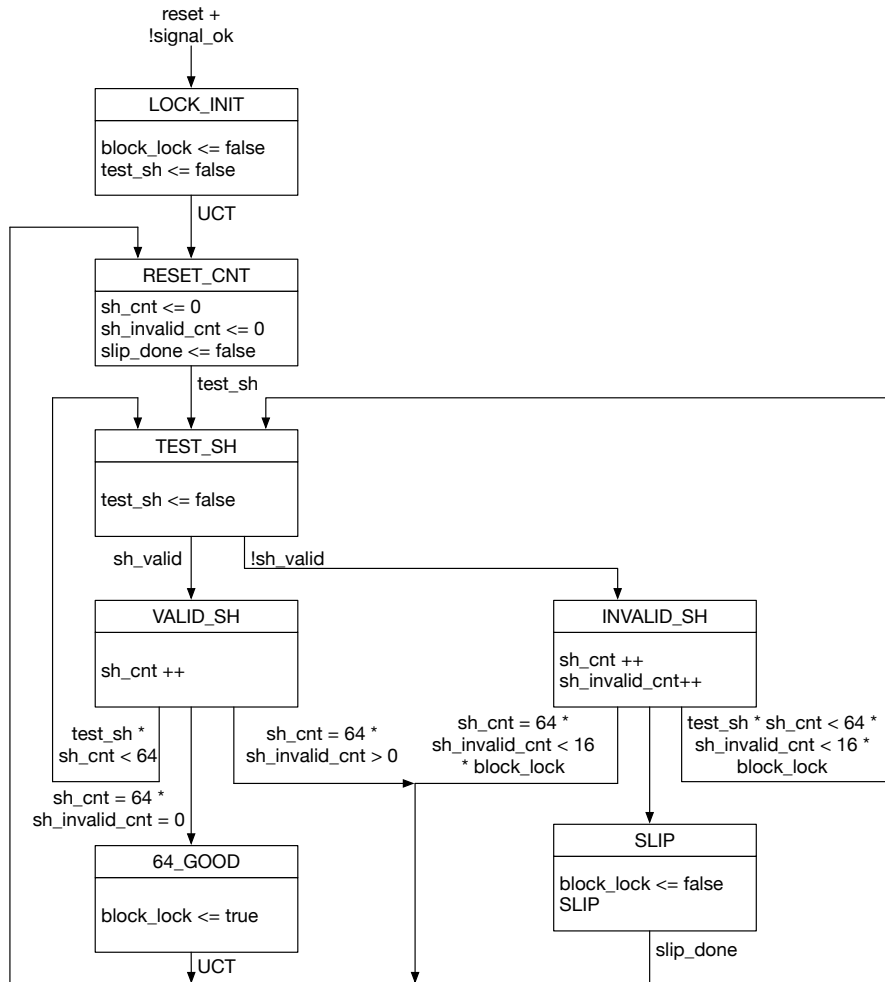 reset +
!signal_ok
LOCK_INIT
block_lock <= false
test_sh <= false
UCT
RESET_CNT
sh_cnt <= 0
sh_invalid_cnt <= 0
slip_done <= false
test_sh
TEST_SH
test_sh <= false
sh_valid
!sh_valid
VALID_SH
sh_cnt ++
INVALID_SH
sh_cnt ++
sh_invalid_cnt++
test_sh *
sh_cnt < 64
sh_cnt = 64 *
sh_invalid_cnt > 0
sh_cnt = 64 *
sh_invalid_cnt < 16
* block_lock
test_sh * sh_cnt < 64 *
sh_invalid_cnt < 16 *
block_lock
sh_cnt = 64 *
sh_invalid_cnt = 0
64_GOOD
block_lock <= true
UCT
SLIP
block_lock <= false
SLIP
slip_done